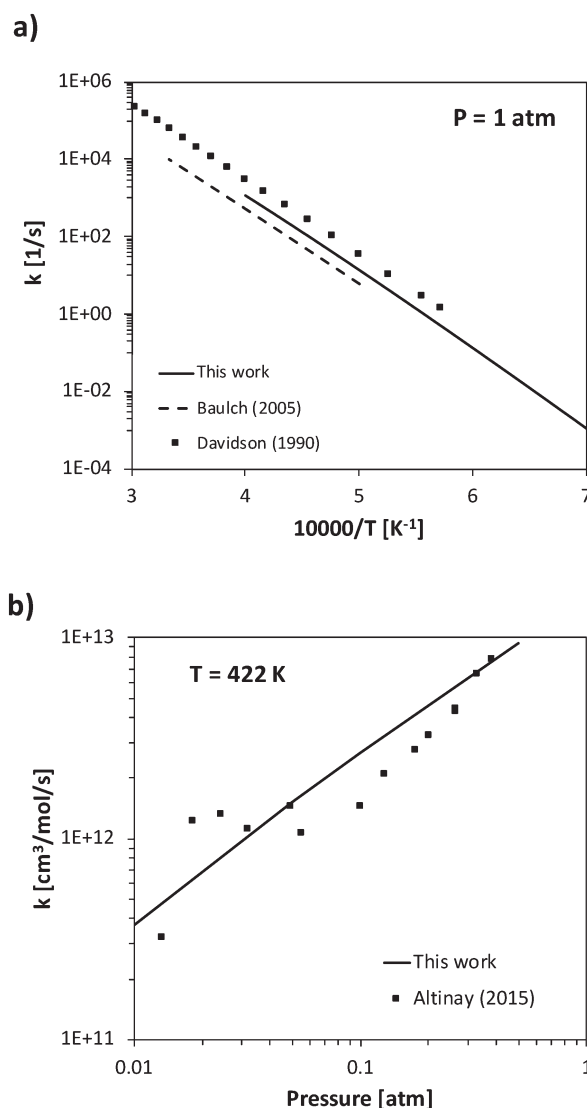 a)
1E+06
1E+04
1E+02
1E+00
1E-02
1E-04
k [1/s]
P = 1 atm
This work
Baulch (2005)
Davidson (1990)
3 4 5 6 7
10000/T [K⁻¹]
b)
1E+13
1E+12
1E+11
k [cm³/mol/s]
T = 422 K
This work
Altinay (2015)
0.01 0.1 1
Pressure [atm]